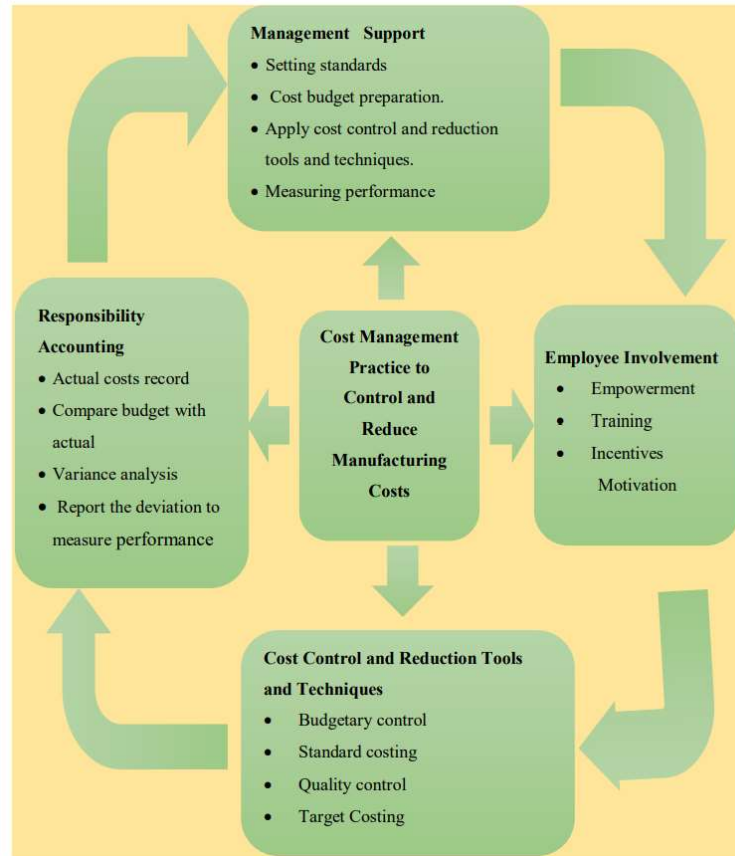 Management Support
• Setting standards
• Cost budget preparation.
• Apply cost control and reduction
tools and techniques.
• Measuring performance
Responsibility
Accounting
• Actual costs record
• Compare budget with
actual
• Variance analysis
• Report the deviation to
measure performance
Cost Management
Practice to
Control and
Reduce
Manufacturing
Costs
Employee Involvement
• Empowerment
• Training
• Incentives
Motivation
Cost Control and Reduction Tools
and Techniques
• Budgetary control
• Standard costing
• Quality control
• Target Costing